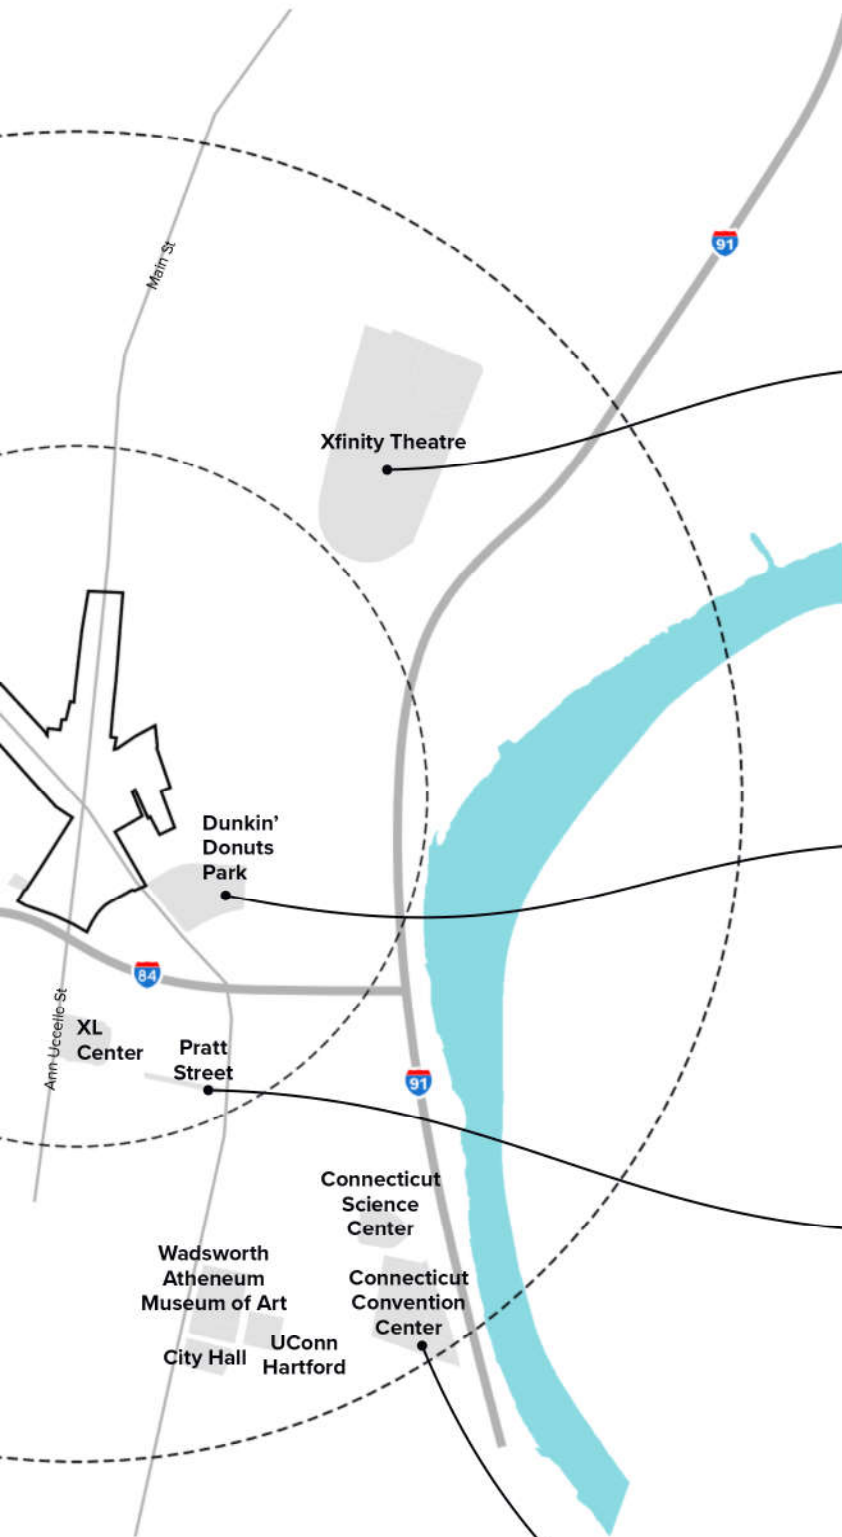 Main St
91
Xfinity Theatre
Dunkin’
Donuts
Park
84
Ann Uccello St
XL
Center
Pratt
Street
91
Connecticut
Science
Center
Wadsworth
Atheneum
Museum of Art
Connecticut
Convention
Center
City Hall
UConn
Hartford